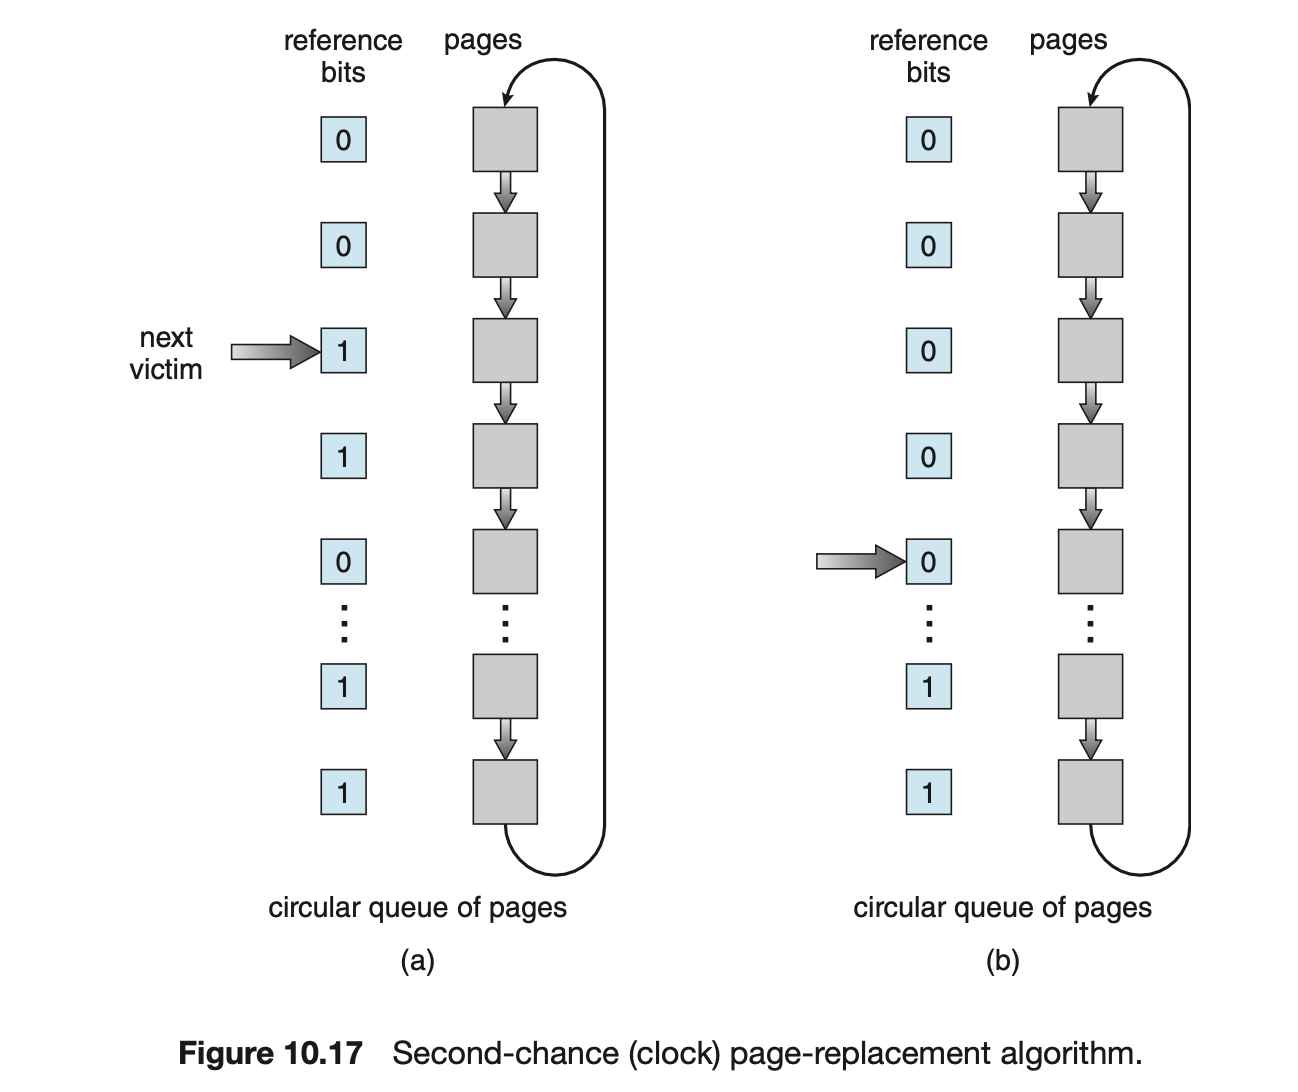 reference bits
pages
0
0
next victim
1
1
0
1
1
circular queue of pages
(a)
reference bits
pages
0
0
0
0
0
1
1
circular queue of pages
(b)
Figure 10.17 Second-chance (clock) page-replacement algorithm.